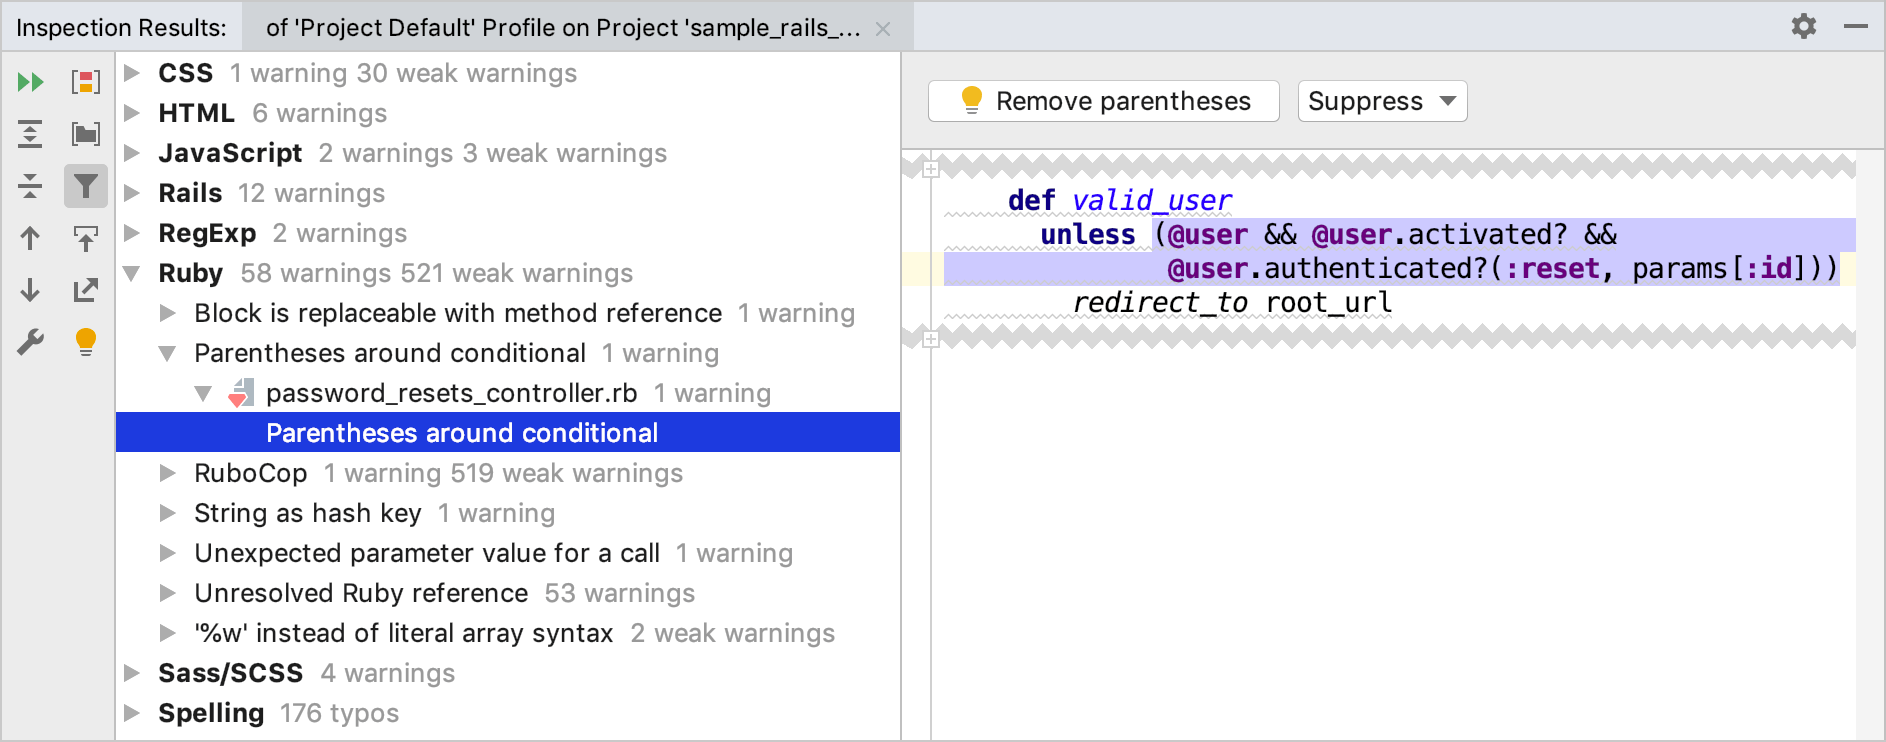 Inspection Results: of 'Project Default' Profile on Project 'sample_rails_...
CSS 1 warning 30 weak warnings
HTML 6 warnings
JavaScript 2 warnings 3 weak warnings
Rails 12 warnings
RegExp 2 warnings
Ruby 58 warnings 521 weak warnings
Block is replaceable with method reference 1 warning
Parentheses around conditional 1 warning
password_resets_controller.rb 1 warning
Parentheses around conditional
RuboCop 1 warning 519 weak warnings
String as hash key 1 warning
Unexpected parameter value for a call 1 warning
Unresolved Ruby reference 53 warnings
'%w' instead of literal array syntax 2 weak warnings
Sass/SCSS 4 warnings
Spelling 176 typos
Remove parentheses Suppress
def valid_user
unless (@user && @user.activated? &&
@user.authenticated?(:reset, params[:id]))
redirect_to root_url